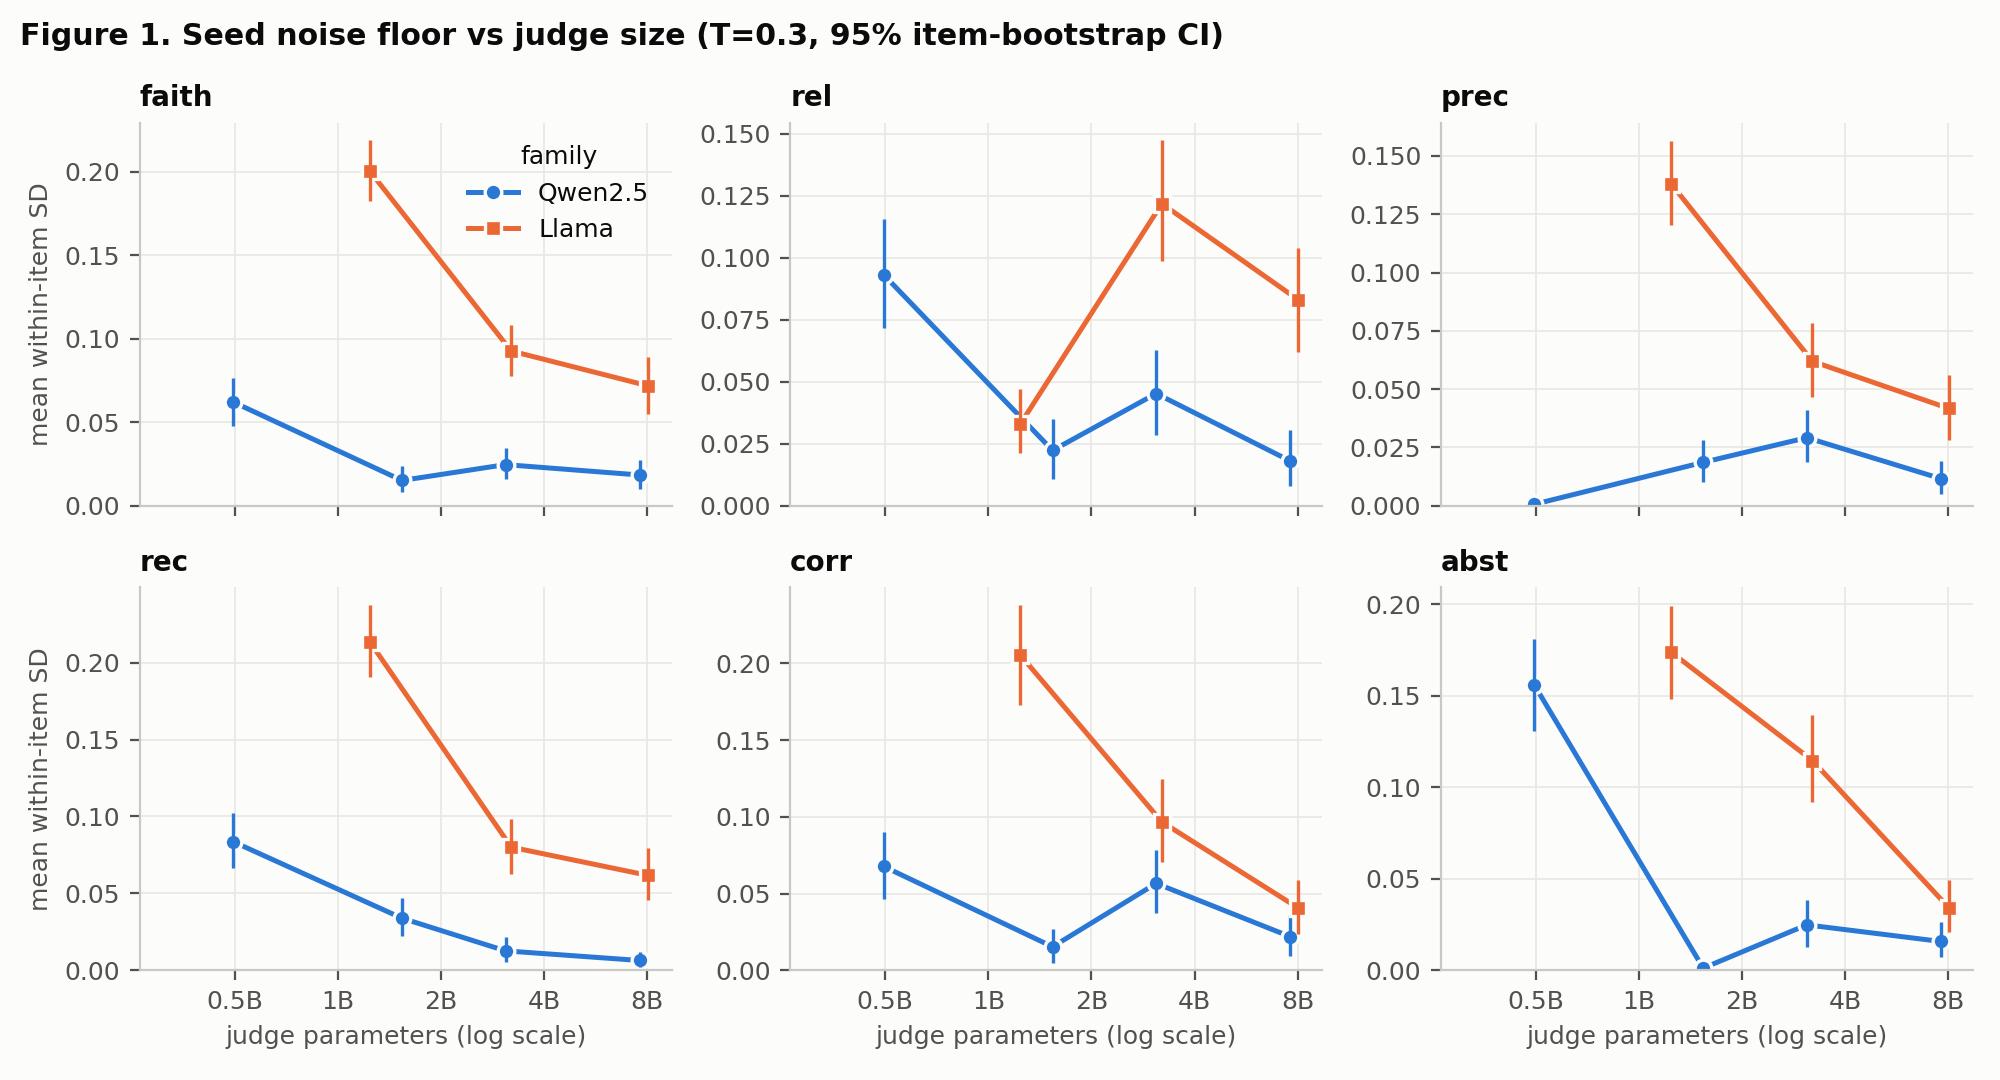 Figure 1. Seed noise floor vs judge size (T=0.3, 95% item-bootstrap CI)
faith
mean within-item SD
0.20
0.15
0.10
0.05
0.00
family
Qwen2.5
Llama
rel
0.150
0.125
0.100
0.075
0.050
0.025
0.000
prec
0.150
0.125
0.100
0.075
0.050
0.025
0.000
rec
mean within-item SD
0.20
0.15
0.10
0.05
0.00
0.5B 1B 2B 4B 8B
judge parameters (log scale)
corr
0.20
0.15
0.10
0.05
0.00
0.5B 1B 2B 4B 8B
judge parameters (log scale)
abst
0.20
0.15
0.10
0.05
0.00
0.5B 1B 2B 4B 8B
judge parameters (log scale)